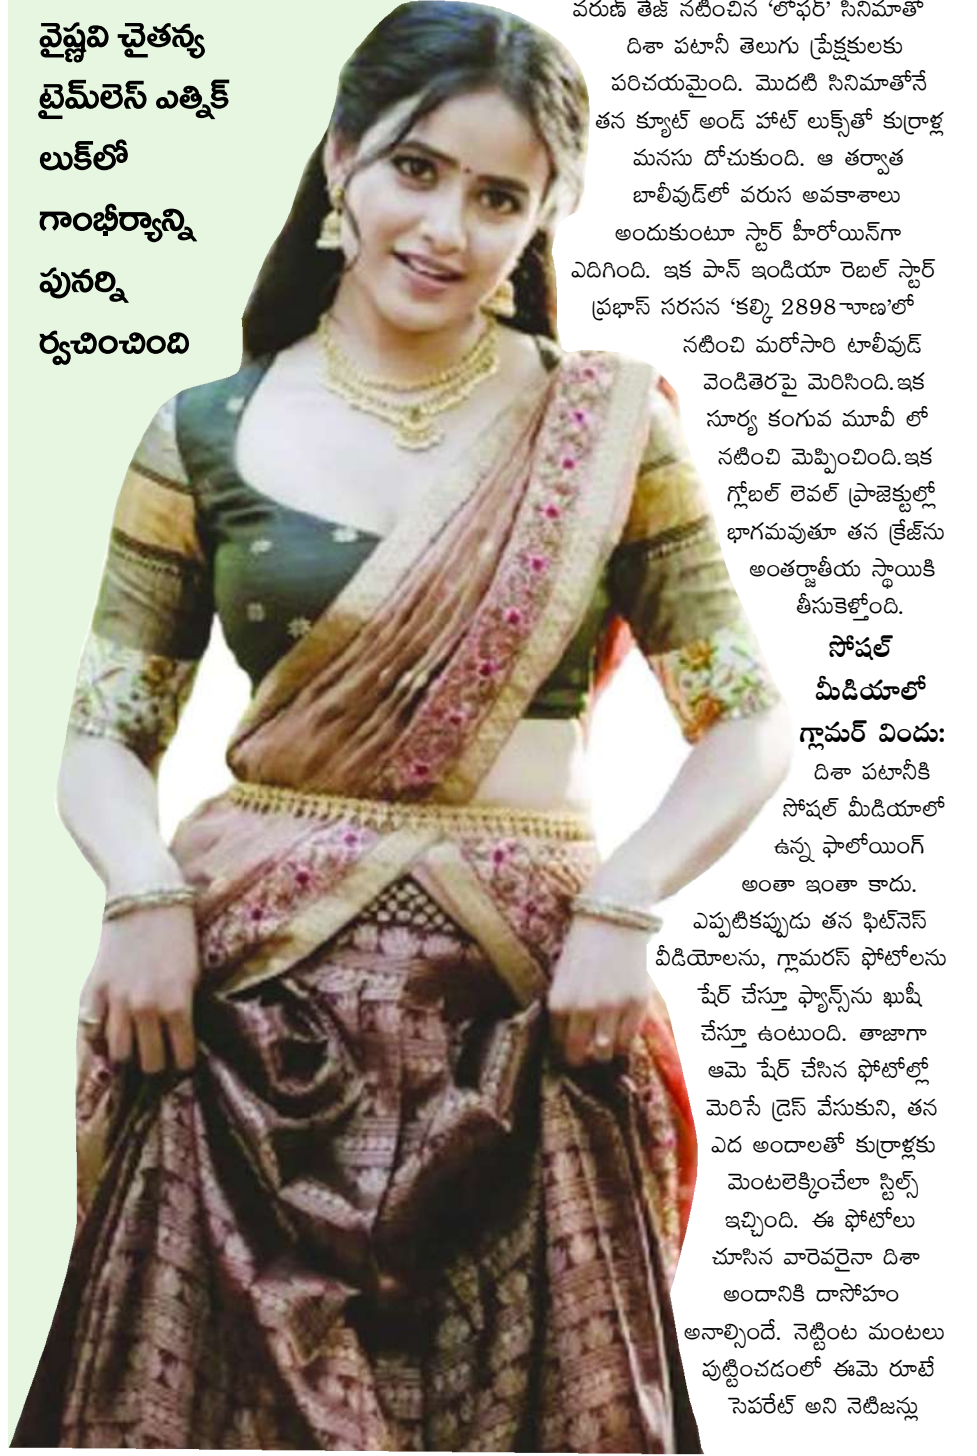 వైష్ణవి చైతన్య
టైమ్‌లెస్ ఎత్నిక్
లుక్‌లో
గాంభీర్యాన్ని
పునర్ని
ర్వచించింది
వరుణ్ తేజ్ నటించిన ‘లోఫర్’ సినిమాతో
దిశా పటానీ తెలుగు ప్రేక్షకులకు
పరిచయమైంది. మొదటి సినిమాతోనే
తన క్యూట్ అండ్ హాట్ లుక్స్‌తో కుర్రాళ్ల
మనసు దోచుకుంది. ఆ తర్వాత
బాలీవుడ్‌లో వరుస అవకాశాలు
అందుకుంటూ స్టార్ హీరోయిన్‌గా
ఎదిగింది. ఇక పాన్ ఇండియా రెబల్ స్టార్
ప్రభాస్ సరసన ‘కల్కి 2898
నటించి మరోసారి టాలీవుడ్
వెండితెరపై మెరిసింది.ఇక
సూర్య కంగువ మూవీ లో
నటించి మెప్పించింది.ఇక
గ్లోబల్ లెవల్ ప్రాజెక్టుల్లో
భాగమవుతూ తన క్రేజ్‌ను
అంతర్జాతీయ స్థాయికి
తీసుకెళ్తోంది.
సోషల్
మీడియాలో
గ్లామర్ విందు:
దిశా పటానీకి
సోషల్ మీడియాలో
ఉన్న ఫాలోయింగ్
అంతా ఇంతా కాదు.
ఎప్పటికప్పుడు తన ఫిట్‌నెస్
వీడియోలను, గ్లామరస్ ఫోటోలను
షేర్ చేస్తూ ఫ్యాన్స్‌ను ఖుషీ
చేస్తూ ఉంటుంది. తాజాగా
ఆమె షేర్ చేసిన ఫోటోల్లో
మెరిసే డ్రెస్ వేసుకుని, తన
ఎద అందాలతో కుర్రాళ్లకు
మెంటలెక్కించేలా స్టిల్స్
ఇచ్చింది. ఈ ఫోటోలు
చూసిన వారెవరైనా దిశా
అందానికి దాసోహం
అనాల్సిందే. నెట్టింట మంటలు
పుట్టించడంలో ఈమె రూటే
సెపరేట్ అని నెటిజన్లు